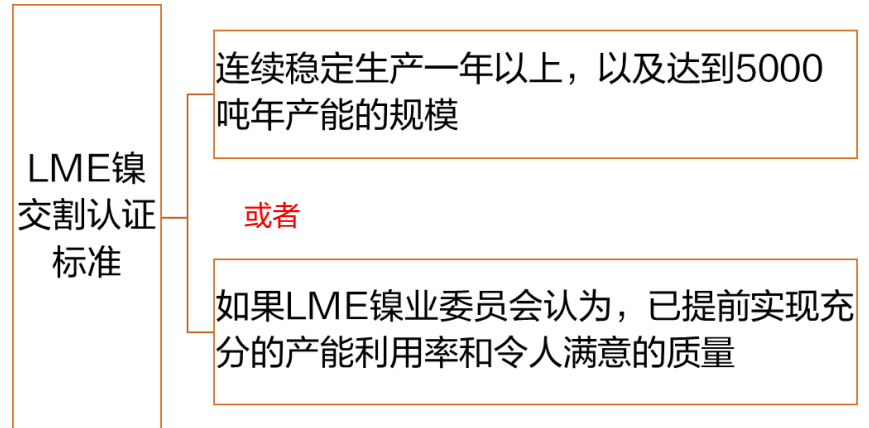 LME镍
交割认证
标准
连续稳定生产一年以上，以及达到5000
吨年产能的规模
或者
如果LME镍业委员会认为，已提前实现充
分的产能利用率和令人满意的质量